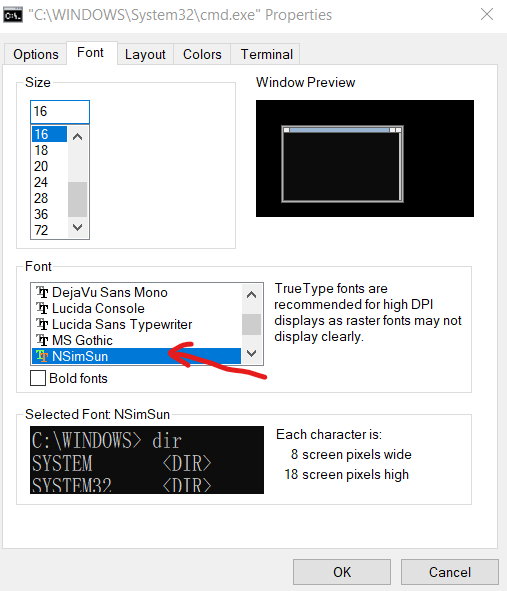 "C:\WINDOWS\System32\cmd.exe" Properties
Options Font Layout Colors Terminal
Size
16
16
18
20
24
28
36
72
Window Preview
Font
DejaVu Sans Mono
Lucida Console
Lucida Sans Typewriter
MS Gothic
NSimSun
Bold fonts
TrueType fonts are
recommended for high DPI
displays as raster fonts may not
display clearly.
Selected Font: NSimSun
C:\WINDOWS> dir
SYSTEM <DIR>
SYSTEM32 <DIR>
Each character is:
8 screen pixels wide
18 screen pixels high
OK Cancel